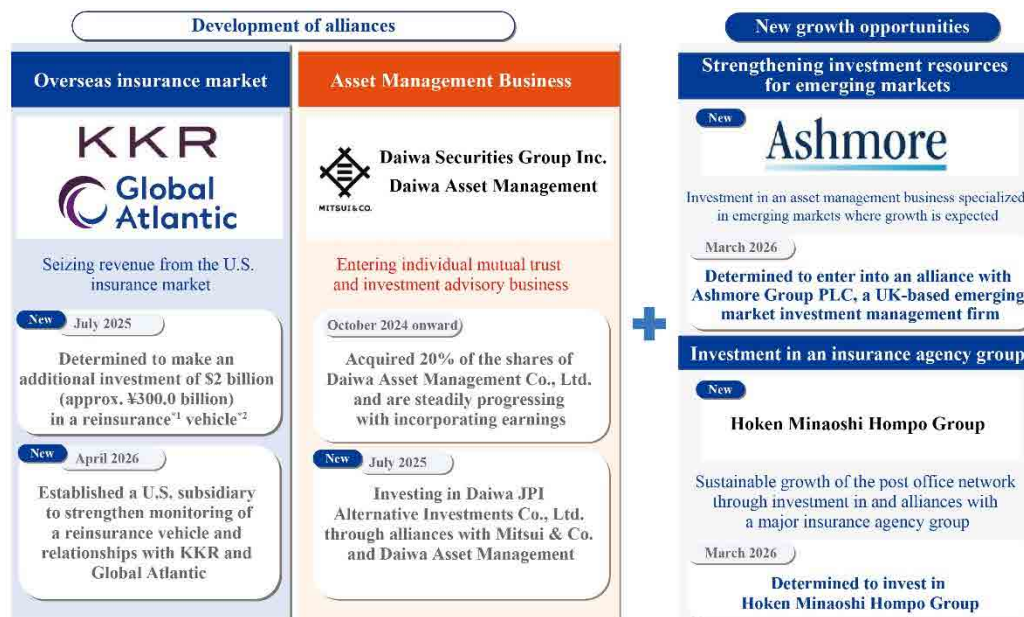 Development of alliances
Overseas insurance market
KKR
Global
Atlantic
Seizing revenue from the U.S.
insurance market
New
July 2025
Determined to make an
additional investment of $2 billion
(approx. ¥300.0 billion)
in a reinsurance*1 vehicle*2
New
April 2026
Established a U.S. subsidiary
to strengthen monitoring of
a reinsurance vehicle and
relationships with KKR and
Global Atlantic
Asset Management Business
MITSUI & CO.
Daiwa Securities Group Inc.
Daiwa Asset Management
Entering individual mutual trust
and investment advisory business
October 2024 onward
Acquired 20% of the shares of
Daiwa Asset Management Co., Ltd.
and are steadily progressing
with incorporating earnings
New
July 2025
Investing in Daiwa JPI
Alternative Investments Co., Ltd.
through alliances with Mitsui & Co.
and Daiwa Asset Management
New growth opportunities
Strengthening investment resources
for emerging markets
New
Ashmore
Investment in an asset management business specialized
in emerging markets where growth is expected
March 2026
Determined to enter into an alliance with
Ashmore Group PLC, a UK-based emerging
market investment management firm
Investment in an insurance agency group
New
Hoken Minaoshi Hompo Group
Sustainable growth of the post office network
through investment in and alliances with
a major insurance agency group
March 2026
Determined to invest in
Hoken Minaoshi Hompo Group